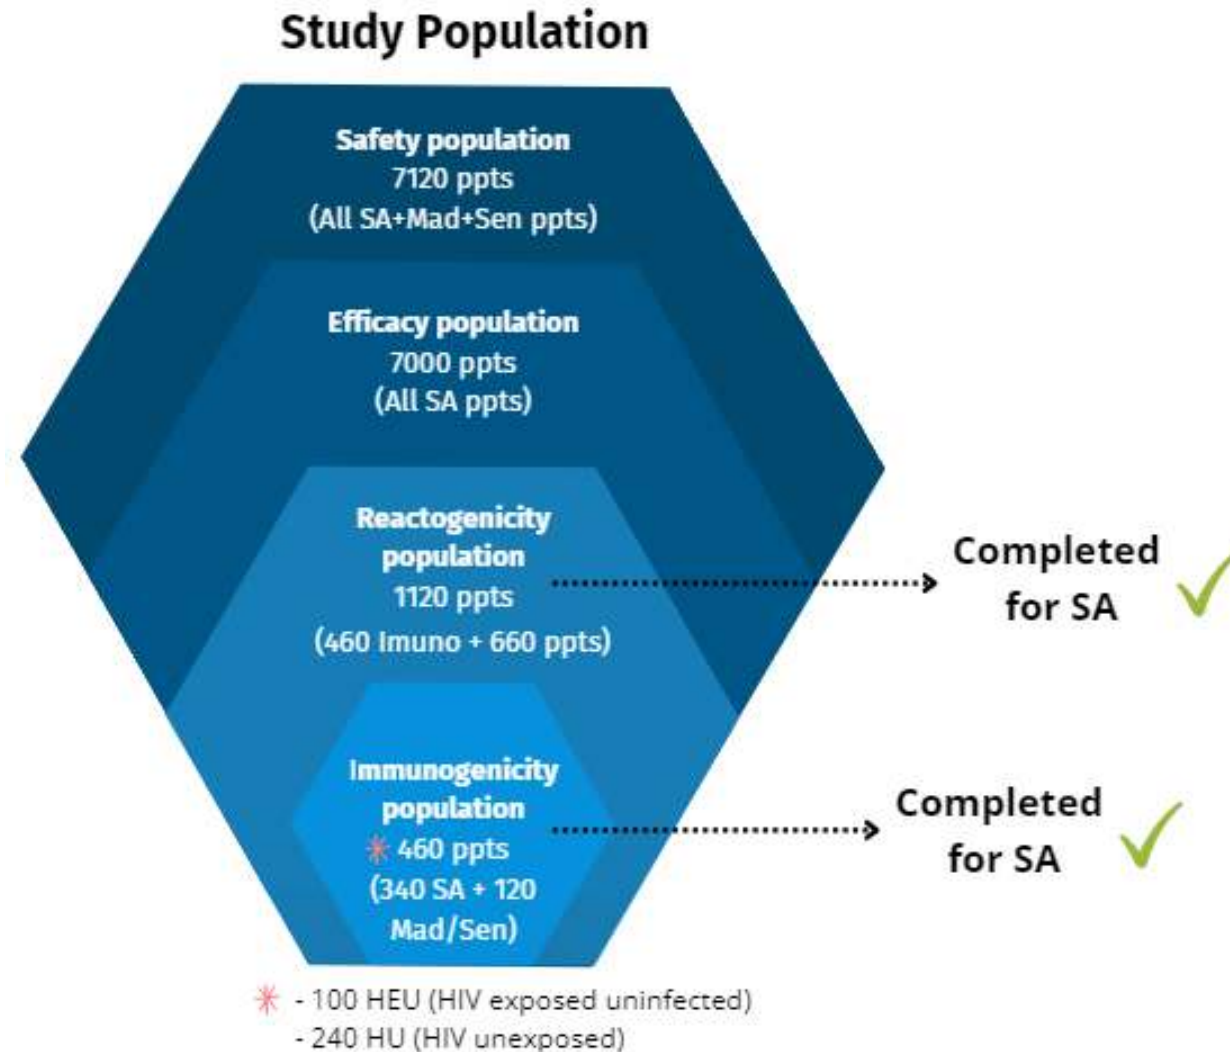 Study Population
Safety population
7120 ppts
(All SA+Mad+Sen ppts)
Efficacy population
7000 ppts
(All SA ppts)
Reactogenicity
population
1120 ppts
(460 Imuno + 660 ppts)
Completed
for SA
Immunogenicity
population
460 ppts
(340 SA + 120
Mad/Sen)
Completed
for SA
- 100 HEU (HIV exposed uninfected)
- 240 HU (HIV unexposed)